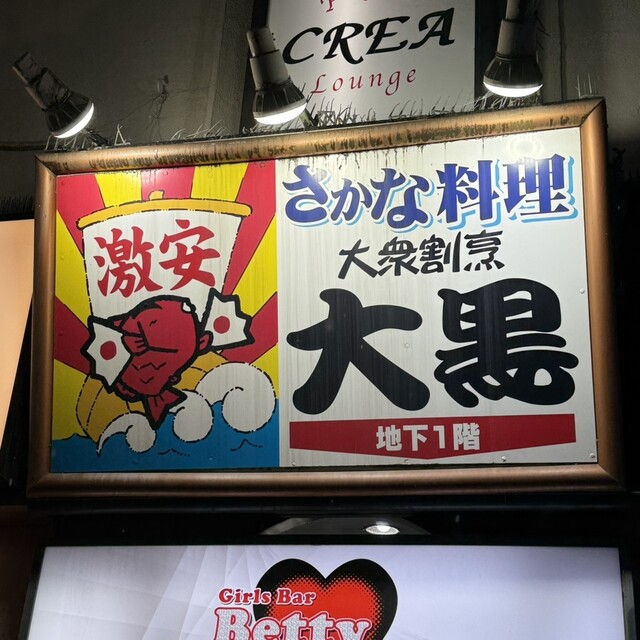 CREA
Lounge
激安
さかな料理
大衆割烹
大黒
地下1階
Girls Bar
Betty